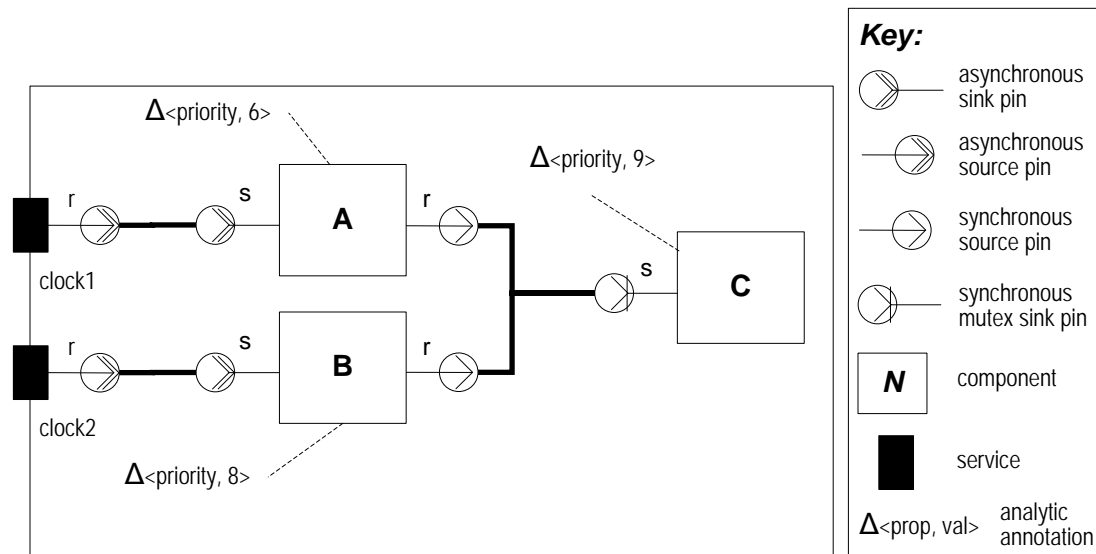 Δ<priority, 6>
Δ<priority, 9>
r
s
A
r
clock1
s
C
r
s
B
r
clock2
Δ<priority, 8>
Key:
asynchronous
sink pin
asynchronous
source pin
synchronous
source pin
synchronous
mutex sink pin
N
component
service
Δ<prop, val>
analytic
annotation